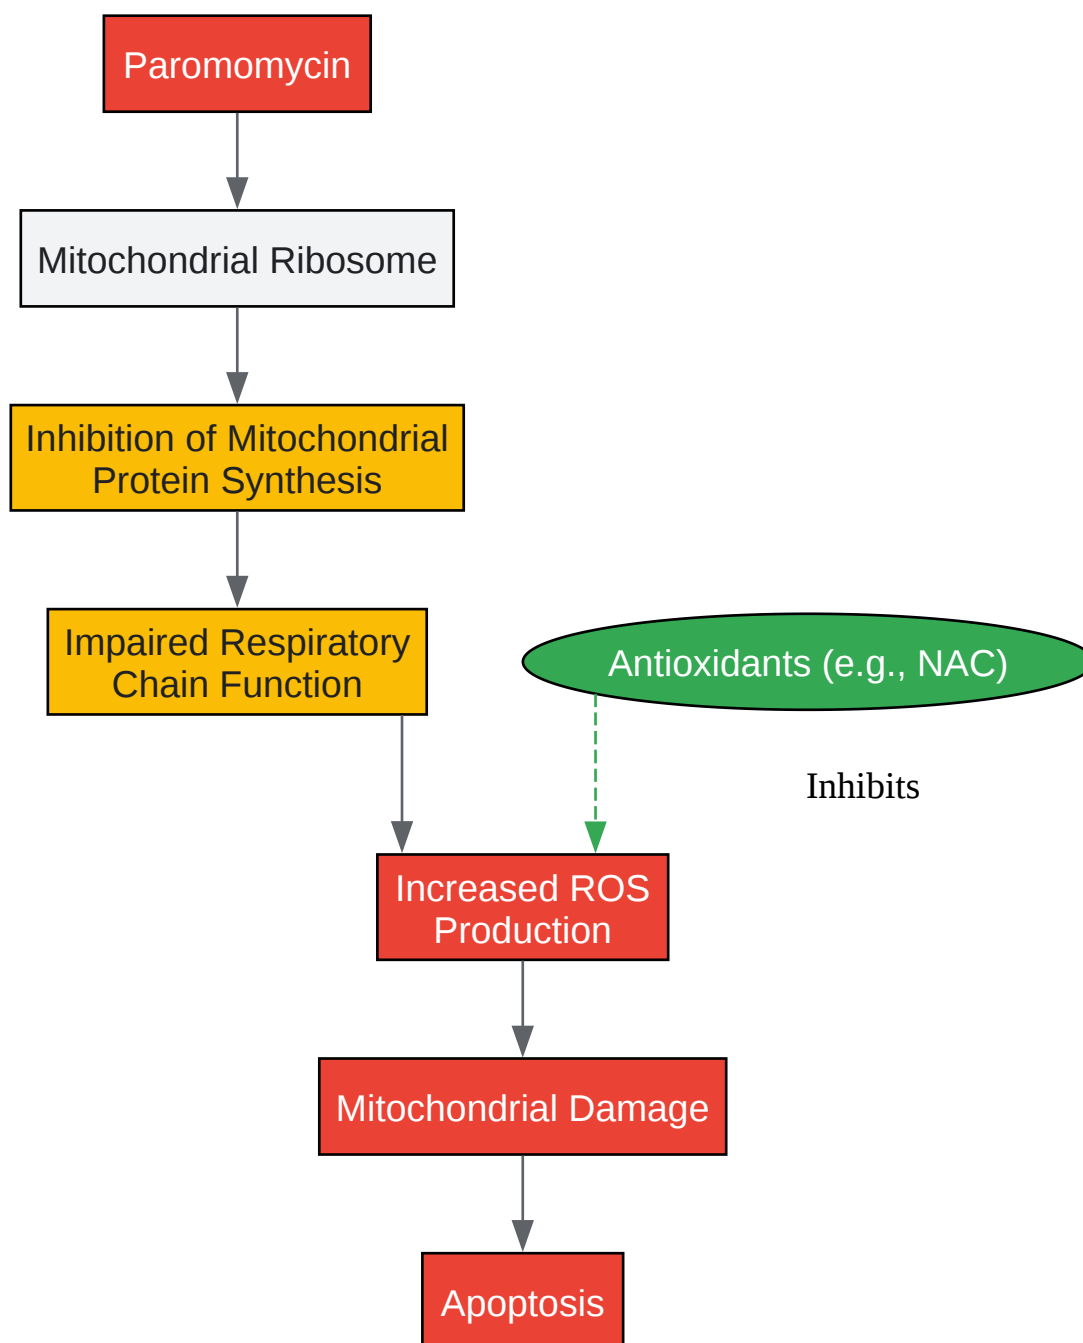 Paromomycin
Mitochondrial Ribosome
Inhibition of Mitochondrial
Protein Synthesis
Impaired Respiratory
Chain Function
Antioxidants (e.g., NAC)
Inhibits
Increased ROS
Production
Mitochondrial Damage
Apoptosis